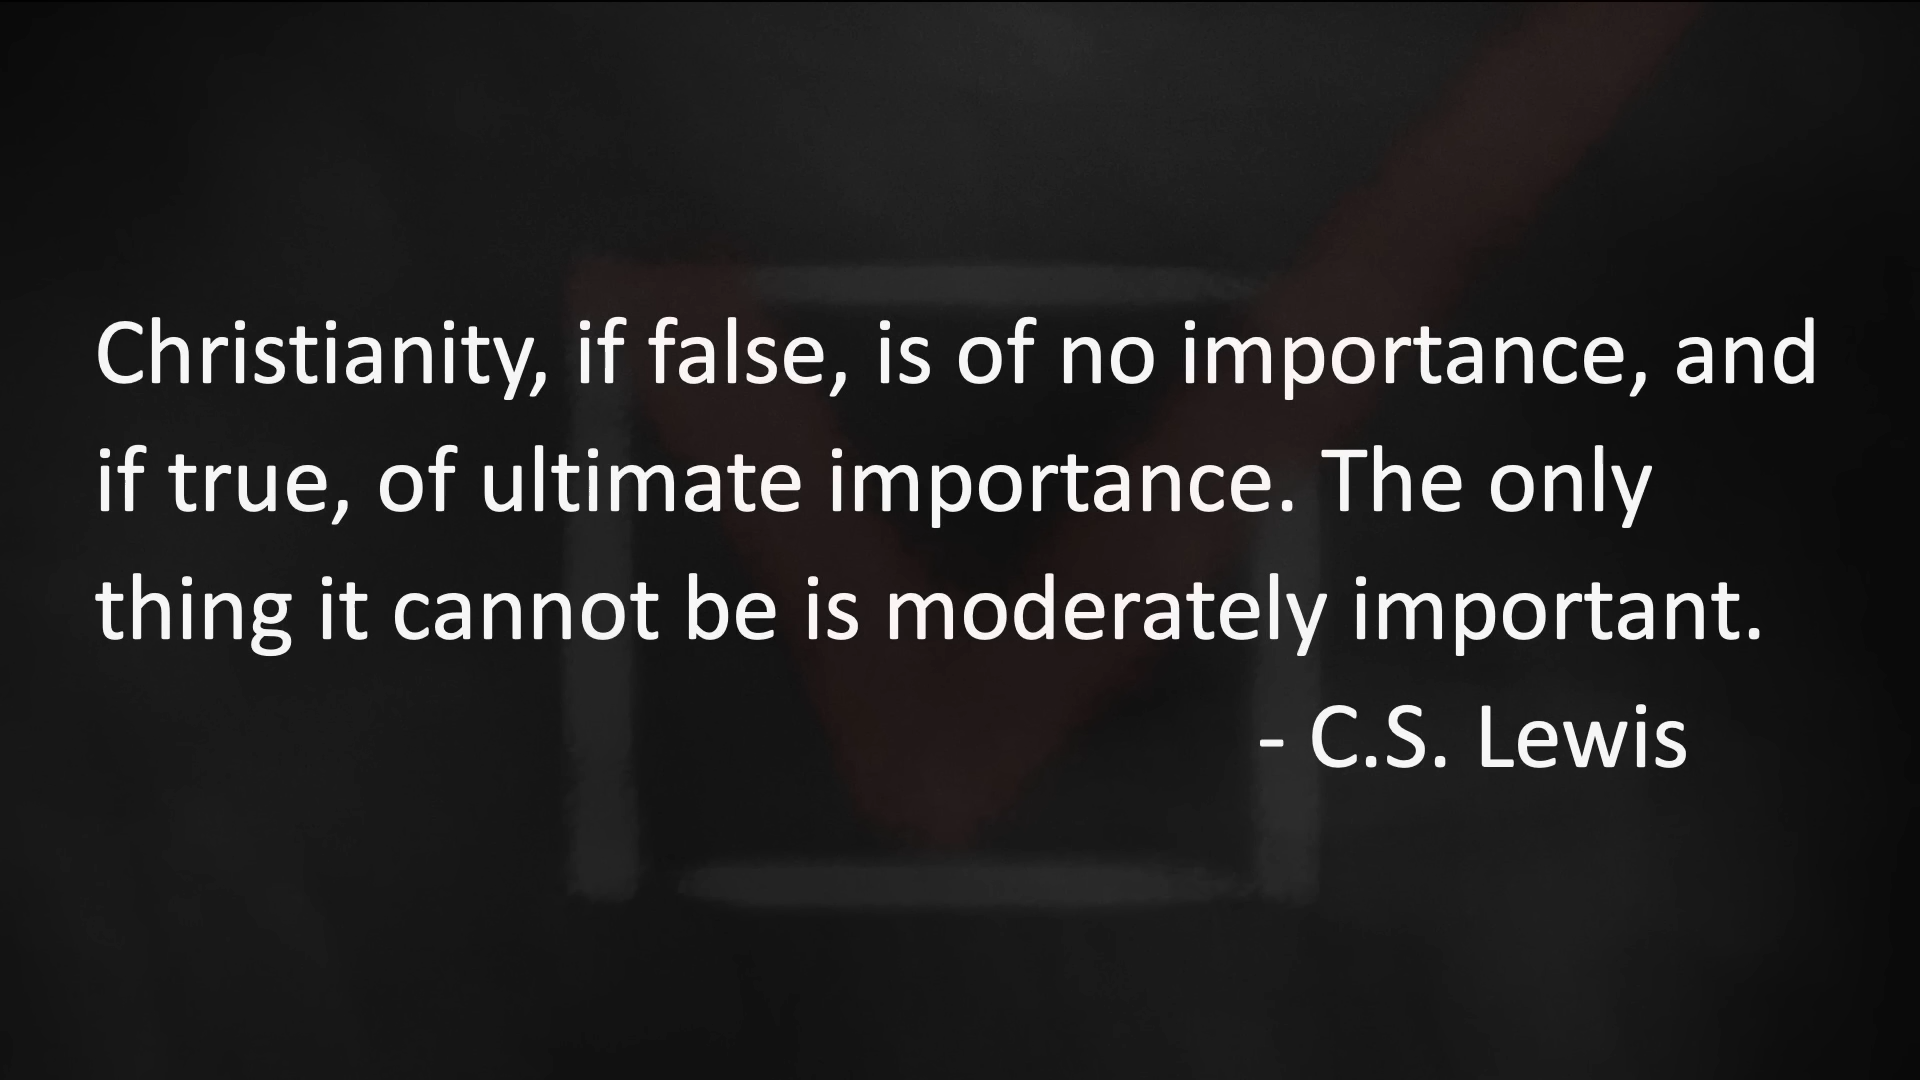 Christianity, if false, is of no importance, and
if true, of ultimate importance. The only
thing it cannot be is moderately important.
- C.S. Lewis